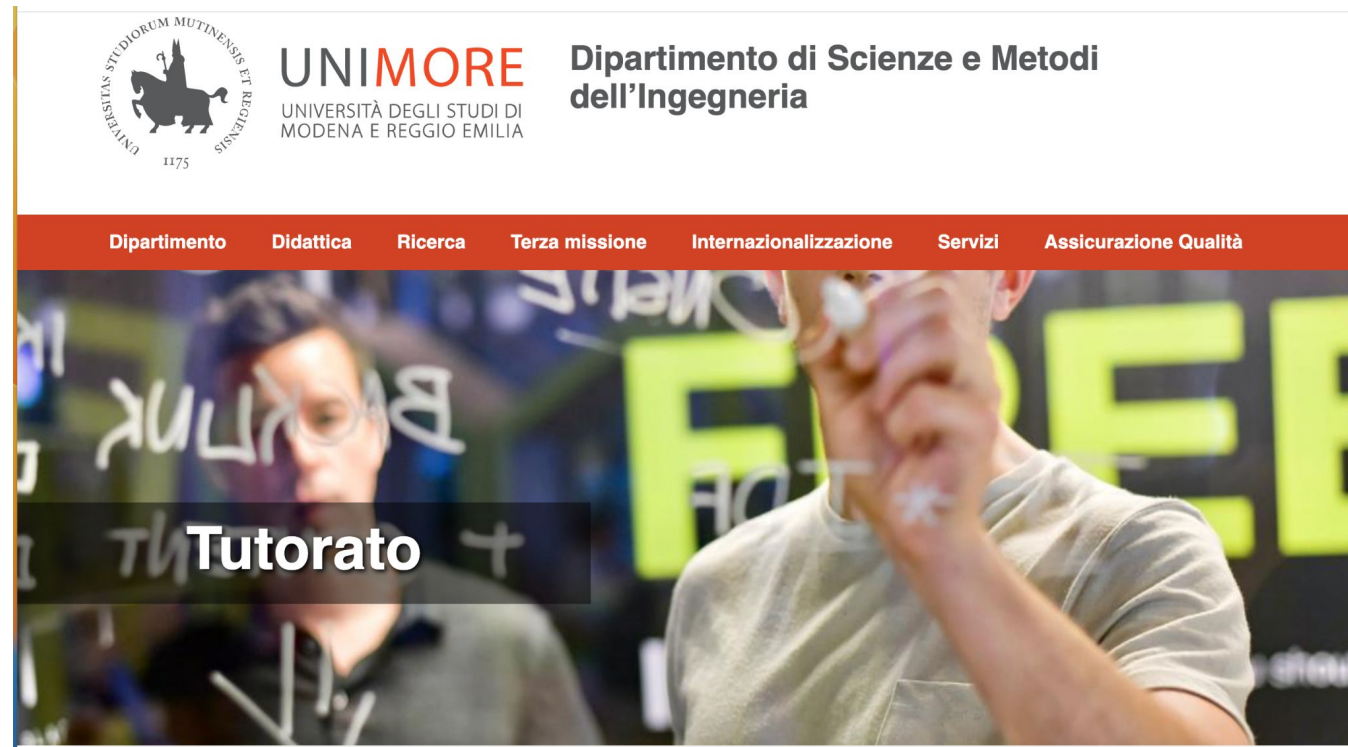 UNIVERSITAS STUDIORUM MUTINENSIS ET REGIENSIS
1175
UNIMORE
UNIVERSITÀ DEGLI STUDI DI
MODENA E REGGIO EMILIA
Dipartimento di Scienze e Metodi
dell'Ingegneria
Dipartimento Didattica Ricerca Terza missione Internazionalizzazione Servizi Assicurazione Qualità
BACKLINK
Tutorato